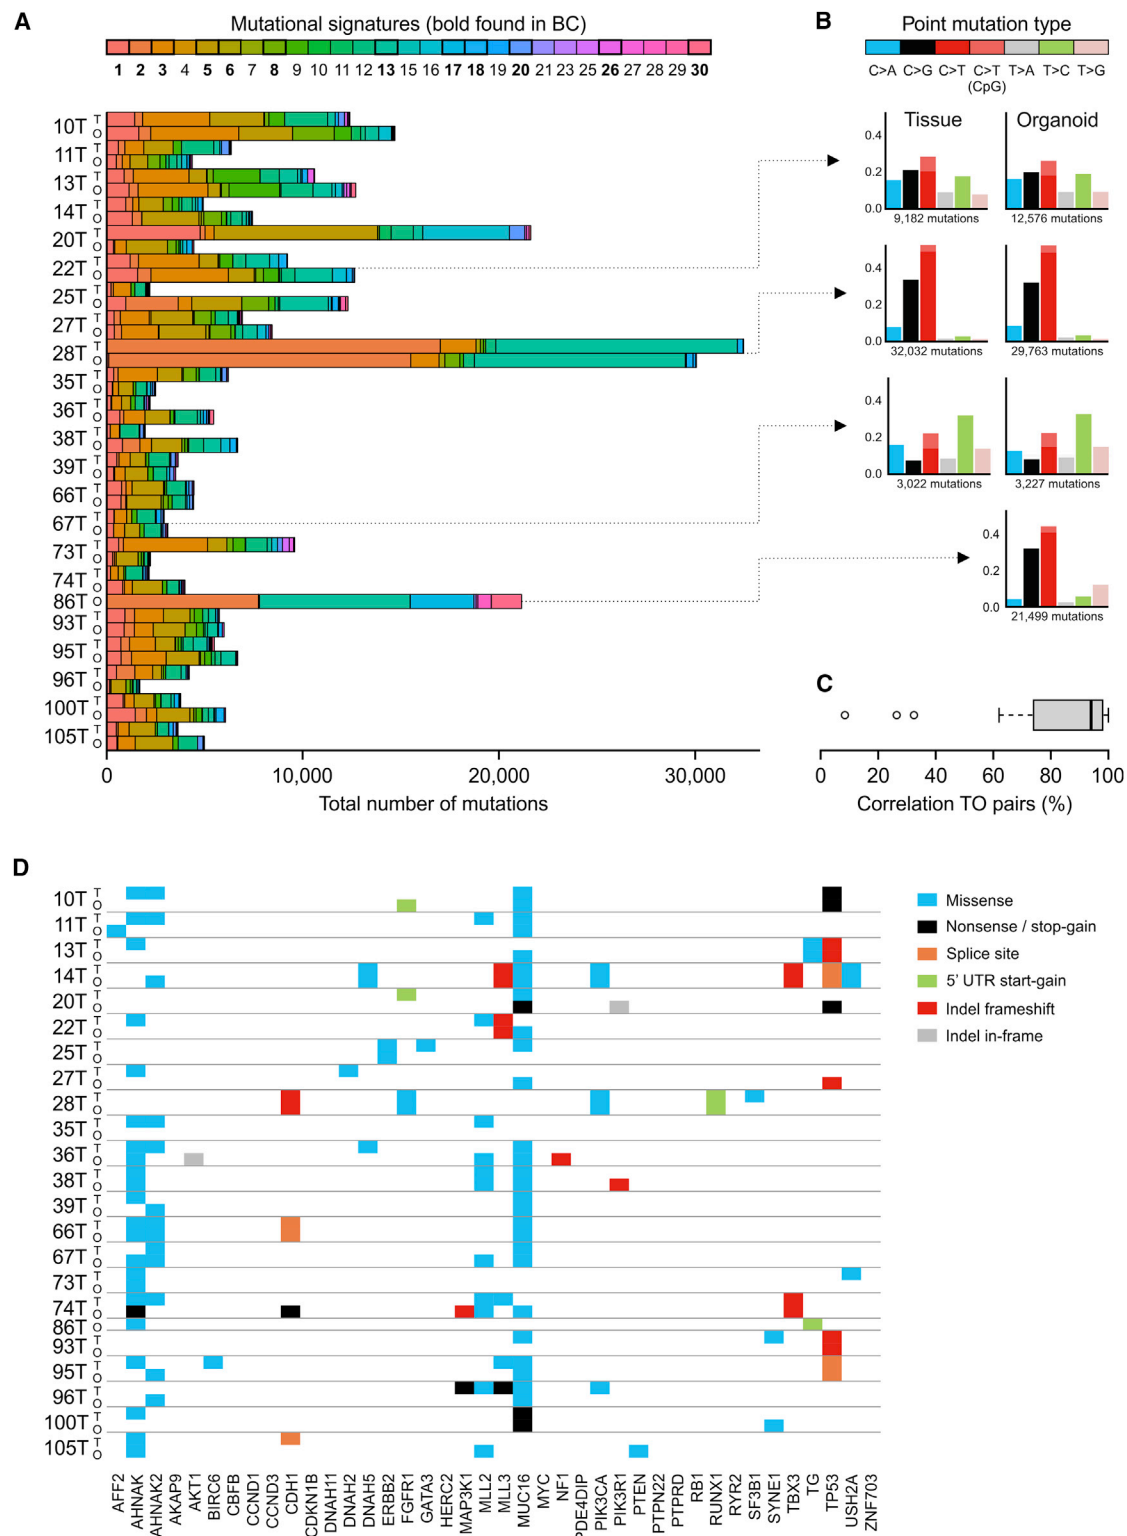 A
Mutational signatures (bold found in BC)
1 2 3 4 5 6 7 8 9 10 11 12 13 15 16 17 18 19 20 21 23 25 26 27 28 29 30
10T T O
11T T O
13T T O
14T T O
20T T O
22T T O
25T T O
27T T O
28T T O
35T T O
36T T O
38T T O
39T T O
66T T O
67T T O
73T T O
74T T O
86T O
93T T O
95T T O
96T T O
100T T O
105T T O
0 10,000 20,000 30,000
Total number of mutations
B
Point mutation type
C>A C>G C>T C>T T>A T>C T>G
(CpG)
Tissue Organoid
0.4
0.2
0.0
9,182 mutations 12,576 mutations
0.4
0.2
0.0
32,032 mutations 29,763 mutations
0.4
0.2
0.0
3,022 mutations 3,227 mutations
0.4
0.2
0.0
21,499 mutations
C
0 20 40 60 80 100
Correlation TO pairs (%)
D
10T T O
11T T O
13T T O
14T T O
20T T O
22T T O
25T T O
27T T O
28T T O
35T T O
36T T O
38T T O
39T T O
66T T O
67T T O
73T T O
74T T O
86T O
93T T O
95T T O
96T T O
100T T O
105T T O
Missense
Nonsense / stop-gain
Splice site
5' UTR start-gain
Indel frameshift
Indel in-frame
AFF2
AHNAK
AHNAK2
AKAP9
AKT1
BIRC6
CBFB
CCND1
CCND3
CDH1
CDKN1B
DNAH11
DNAH2
DNAH5
ERBB2
FGFR1
GATA3
HERC2
MAP3K1
MLL2
MLL3
MUC16
MYC
NF1
PDE4DIP
PIK3CA
PIK3R1
PTEN
PTPN22
PTPRD
RB1
RUNX1
RYR2
SF3B1
SYNE1
TBX3
TG
TP53
USH2A
ZNF703